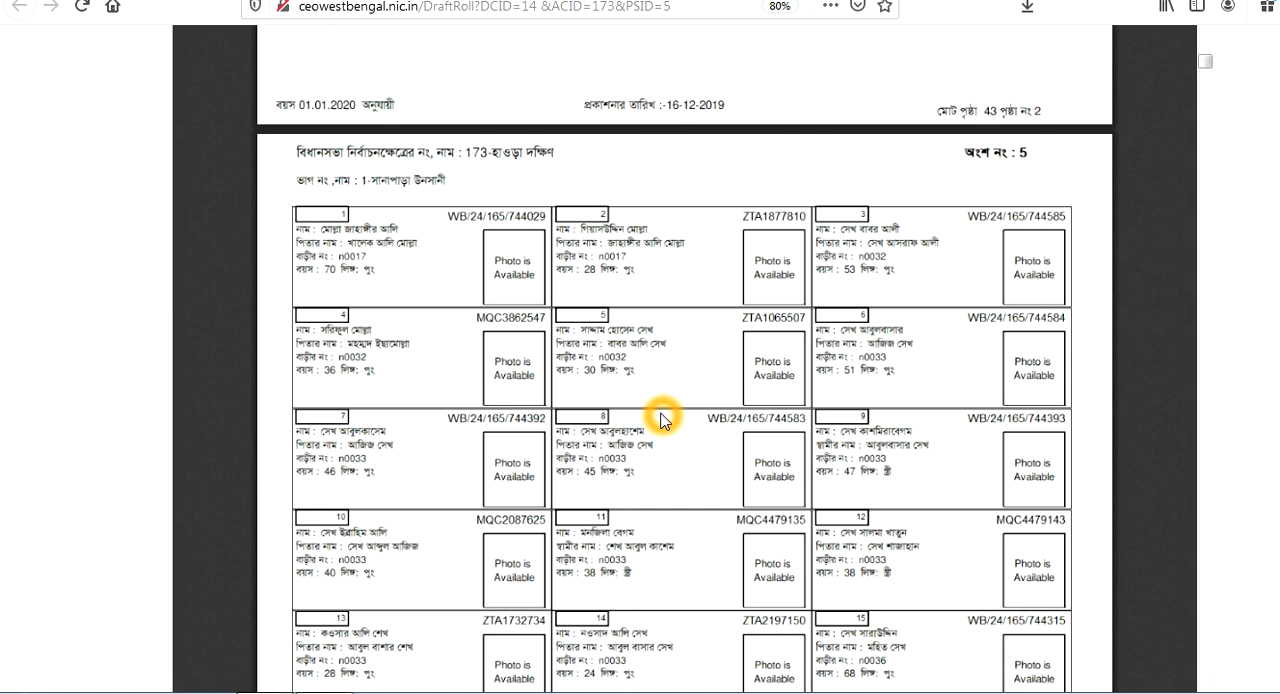 ceowestbengal.nic.in/DraftRoll?DCID=14 &ACID=173&PSID=5
80%
বয়স 01.01.2020 অনুযায়ী
প্রকাশনার তারিখ :-16-12-2019
মোট পৃষ্ঠা 43 পৃষ্ঠা নং 2
বিধানসভা নির্বাচনক্ষেত্রের নং, নাম : 173-হাওড়া দক্ষিণ
অংশ নং : 5
ভাগ নং ,নাম : 1-সানাপাড়া উনসানী
1 WB/24/165/744029
নাম : মোল্লা জাহাঙ্গীর আলি
পিতার নাম : খালেক আলি মোল্লা
বাড়ীর নং : n0017
বয়স : 70 লিঙ্গ: পুং
Photo is
Available
2 ZTA1877810
নাম : গিয়াসউদ্দিন মোল্লা
পিতার নাম : জাহাঙ্গীর আলি মোল্লা
বাড়ীর নং : n0017
বয়স : 28 লিঙ্গ: পুং
Photo is
Available
3 WB/24/165/744585
নাম : সেখ বাবর আলী
পিতার নাম : সেখ আসরাফ আলী
বাড়ীর নং : n0032
বয়স : 53 লিঙ্গ: পুং
Photo is
Available
4 MQC3862547
নাম : সরিফুল মোল্লা
পিতার নাম : মহম্মদ ইছামোল্লা
বাড়ীর নং : n0032
বয়স : 36 লিঙ্গ: পুং
Photo is
Available
5 ZTA1065507
নাম : সাদ্দাম হোসেন সেখ
পিতার নাম : বাবর আলি সেখ
বাড়ীর নং : n0032
বয়স : 30 লিঙ্গ: পুং
Photo is
Available
6 WB/24/165/744584
নাম : সেখ আবুলবাসার
পিতার নাম : আজিজ সেখ
বাড়ীর নং : n0033
বয়স : 51 লিঙ্গ: পুং
Photo is
Available
7 WB/24/165/744392
নাম : সেখ আবুলকাসেম
পিতার নাম : আজিজ সেখ
বাড়ীর নং : n0033
বয়স : 46 লিঙ্গ: পুং
Photo is
Available
8 WB/24/165/744583
নাম : সেখ আবুলহাশেম
পিতার নাম : আজিজ সেখ
বাড়ীর নং : n0033
বয়স : 45 লিঙ্গ: পুং
Photo is
Available
9 WB/24/165/744393
নাম : সেখ কাশমিরাবেগম
স্বামীর নাম : আবুলবাসার সেখ
বাড়ীর নং : n0033
বয়স : 47 লিঙ্গ: স্ত্রী
Photo is
Available
10 MQC2087625
নাম : সেখ ইব্রাহিম আলি
পিতার নাম : সেখ আব্দুল আজিজ
বাড়ীর নং : n0033
বয়স : 40 লিঙ্গ: পুং
Photo is
Available
11 MQC4479135
নাম : মনজিলা বেগম
স্বামীর নাম : শেখ আবুল কাশেম
বাড়ীর নং : n0033
বয়স : 38 লিঙ্গ: স্ত্রী
Photo is
Available
12 MQC4479143
নাম : সেখ সালমা খাতুন
পিতার নাম : সেখ শাজাহান
বাড়ীর নং : n0033
বয়স : 38 লিঙ্গ: স্ত্রী
Photo is
Available
13 ZTA1732734
নাম : কওসার আলি শেখ
পিতার নাম : আবুল বাশার শেখ
বাড়ীর নং : n0033
বয়স : 28 লিঙ্গ: পুং
Photo is
Available
14 ZTA2197150
নাম : নওসাদ আলি সেখ
পিতার নাম : আবুল বাসার সেখ
বাড়ীর নং : n0033
বয়স : 24 লিঙ্গ: পুং
Photo is
Available
15 WB/24/165/744315
নাম : সেখ সারাউদ্দিন
পিতার নাম : মহিত সেখ
বাড়ীর নং : n0036
বয়স : 68 লিঙ্গ: পুং
Photo is
Available